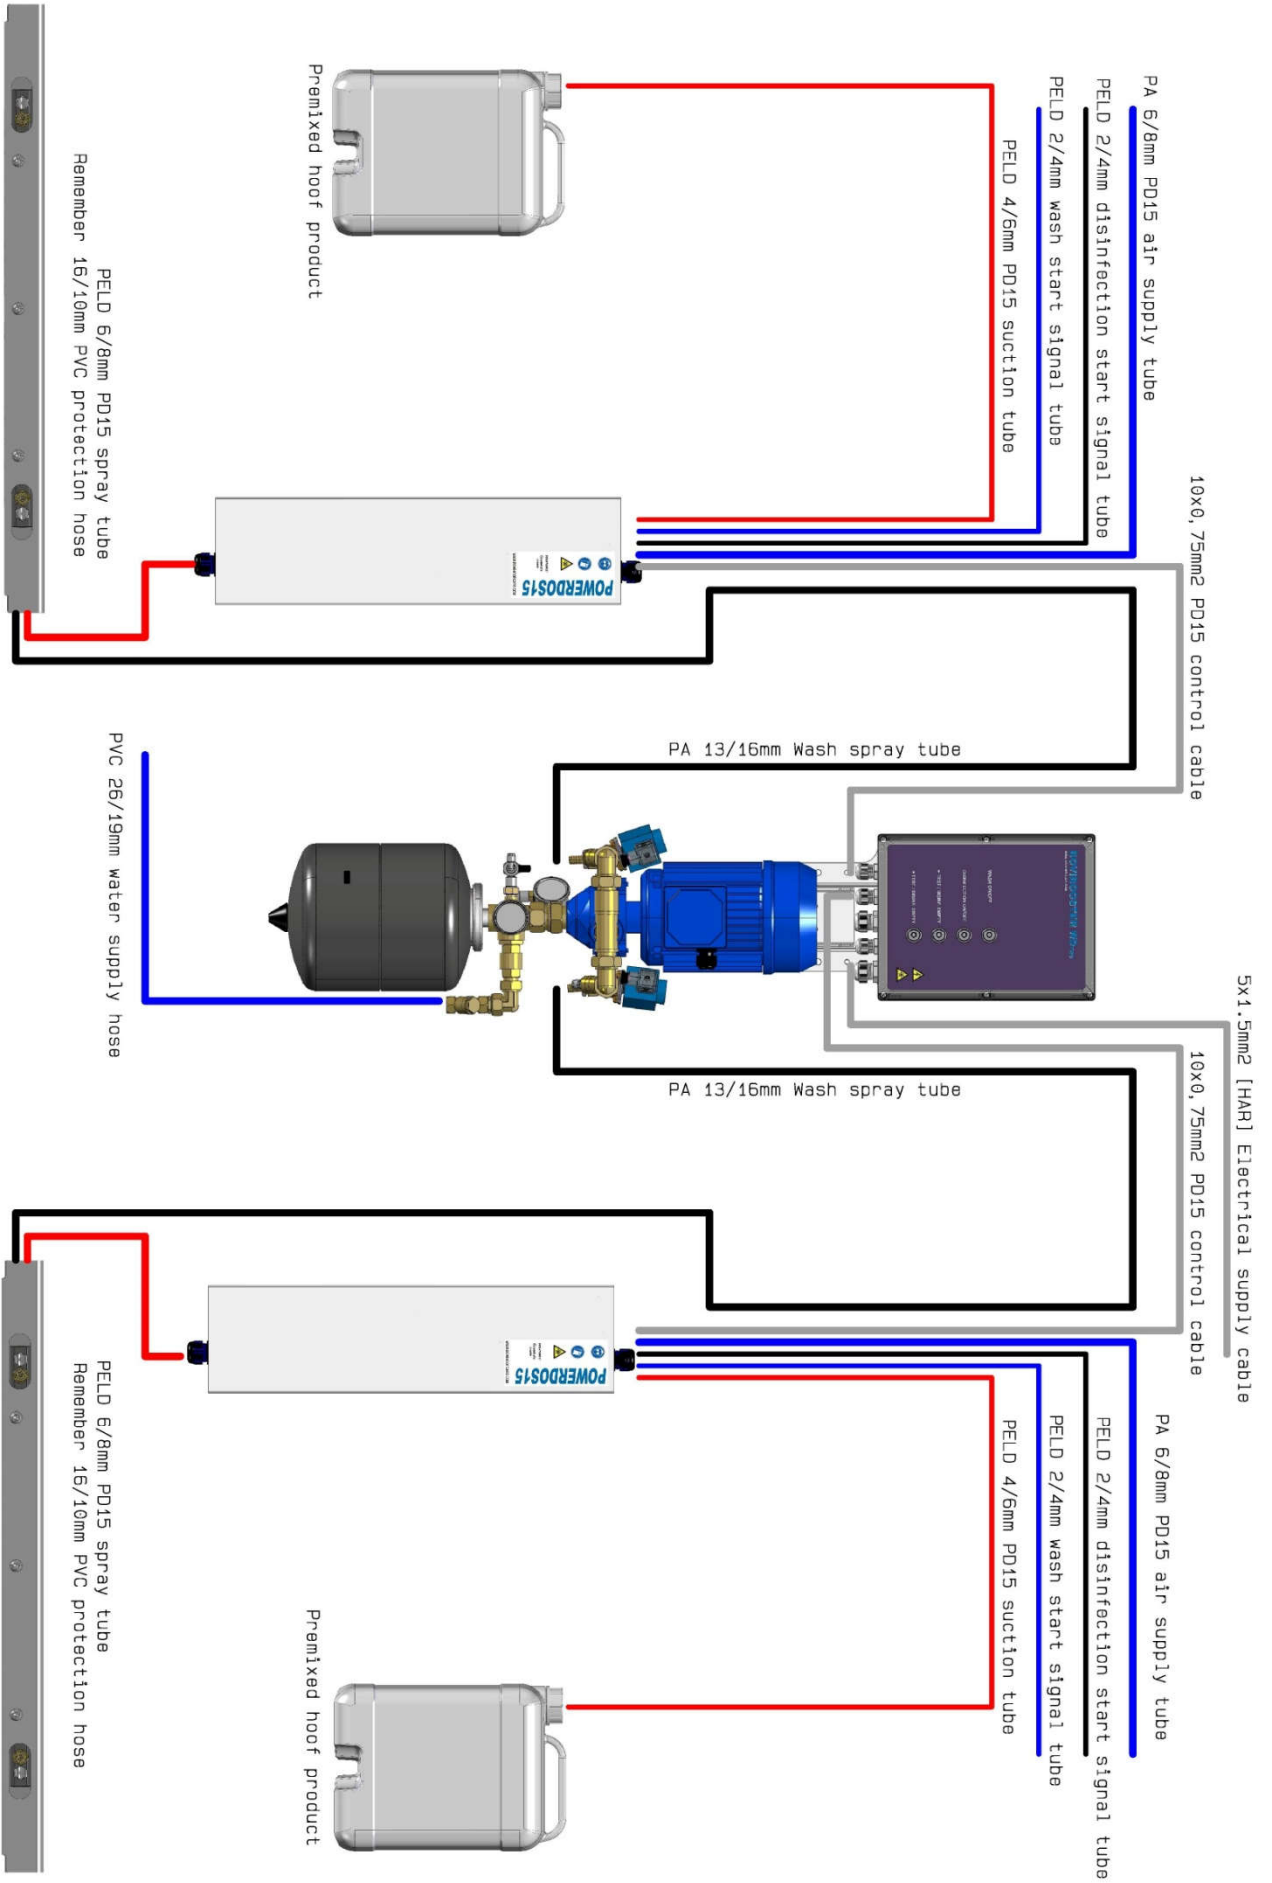 5x1.5mm2 [HAR] Electrical supply cable
10x0,75mm2 PD15 control cable
10x0,75mm2 PD15 control cable
PA 6/8mm PD15 air supply tube
PELD 2/4mm disinfection start signal tube
PELD 2/4mm wash start signal tube
PELD 4/6mm PD15 suction tube
PA 6/8mm PD15 air supply tube
PELD 2/4mm disinfection start signal tube
PELD 2/4mm wash start signal tube
PELD 4/6mm PD15 suction tube
PA 13/16mm Wash spray tube
PA 13/16mm Wash spray tube
POWERDOS15
POWERDOS15
Premixed hoof product
Premixed hoof product
PVC 26/19mm water supply hose
PELD 6/8mm PD15 spray tube
Remember 16/10mm PVC protection hose
PELD 6/8mm PD15 spray tube
Remember 16/10mm PVC protection hose